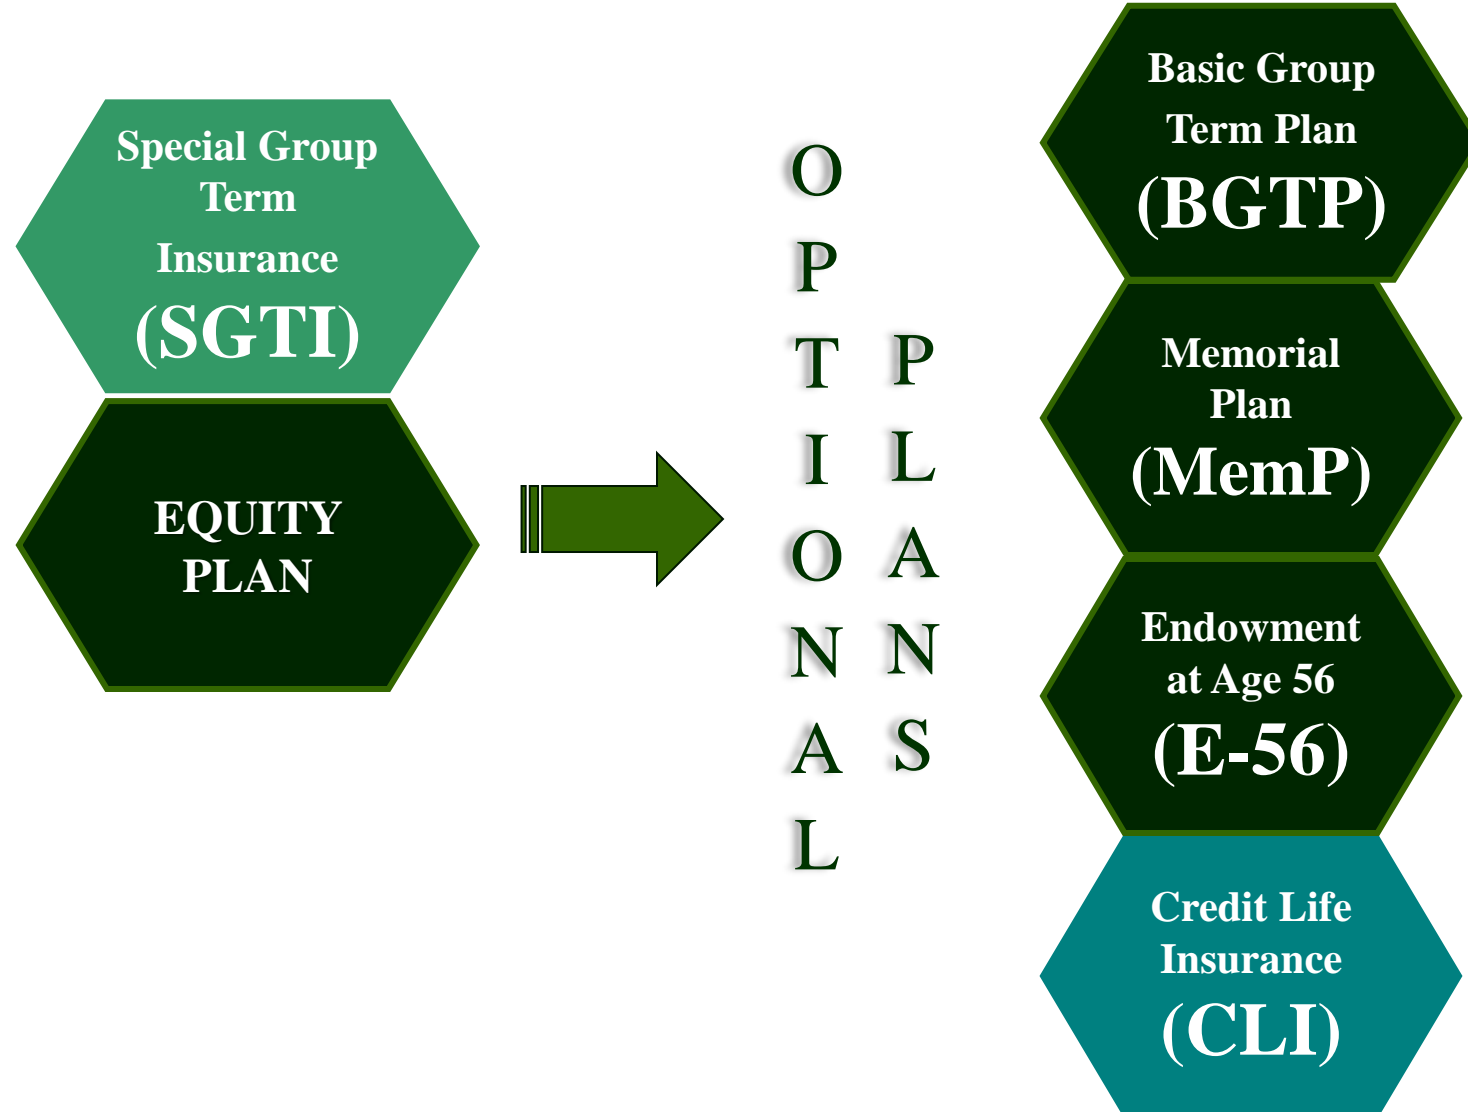 Special Group
Term
Insurance
(SGTI)
EQUITY
PLAN
OPTIONAL
PLANS
Basic Group
Term Plan
(BGTP)
Memorial
Plan
(MemP)
Endowment
at Age 56
(E-56)
Credit Life
Insurance
(CLI)